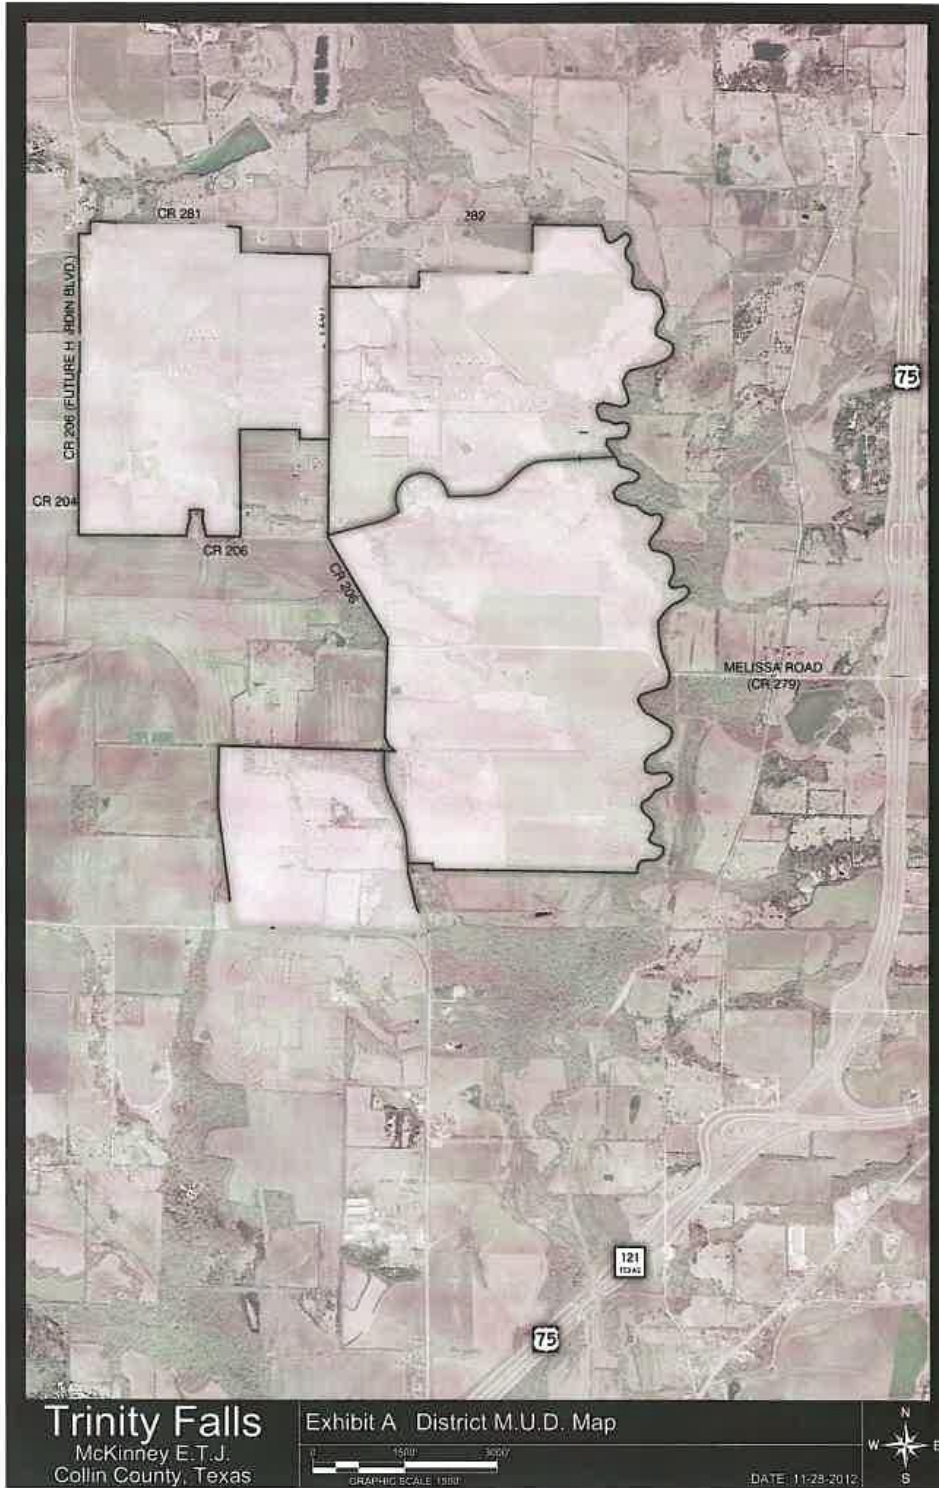 CR 281
282
CR 206 (FUTURE H RDIN BLVD.)
75
CR 204
CR 206
CR 206
MELISSA ROAD
(CR 279)
121
TEXAS
75
Trinity Falls
McKinney E.T.J.
Collin County, Texas
Exhibit A District M.U.D. Map
0 1500' 3000'
GRAPHIC SCALE 1500'
DATE: 11-28-2012
N
W E
S